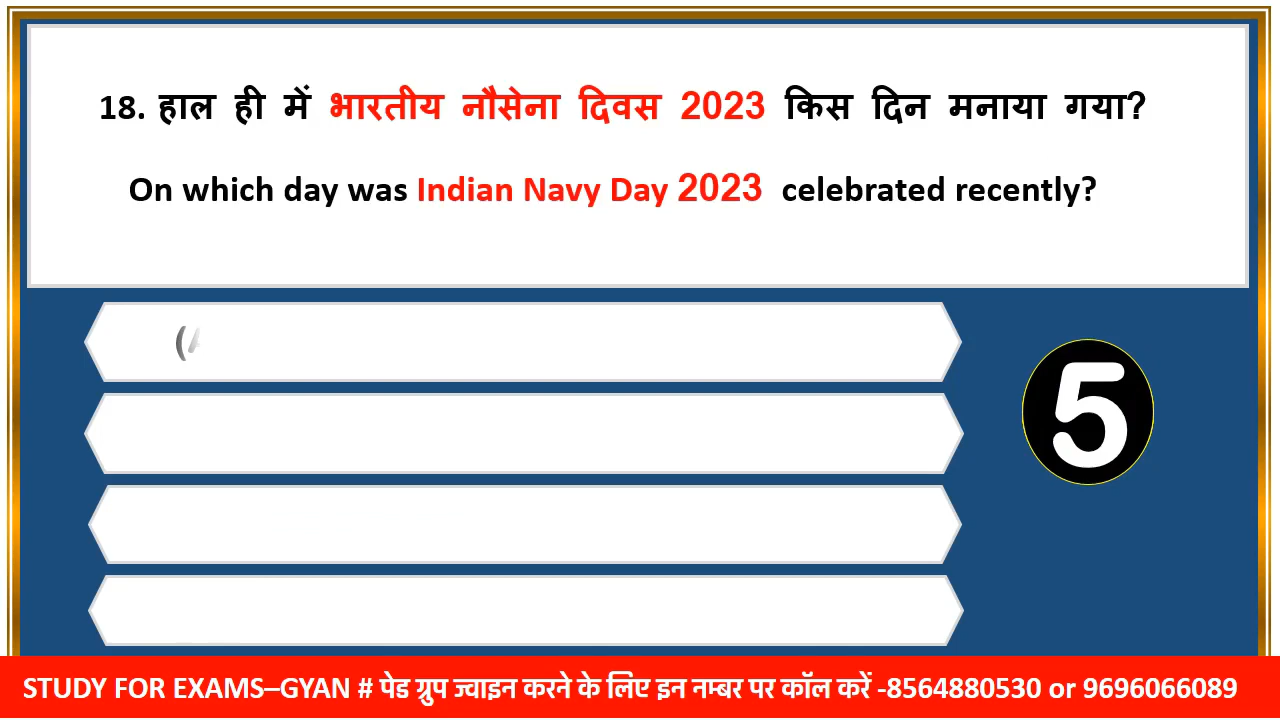 18. हाल ही में भारतीय नौसेना दिवस 2023 किस दिन मनाया गया?
On which day was Indian Navy Day 2023 celebrated recently?
5
STUDY FOR EXAMS–GYAN # पेड ग्रुप ज्वाइन करने के लिए इन नम्बर पर कॉल करें -8564880530 or 9696066089